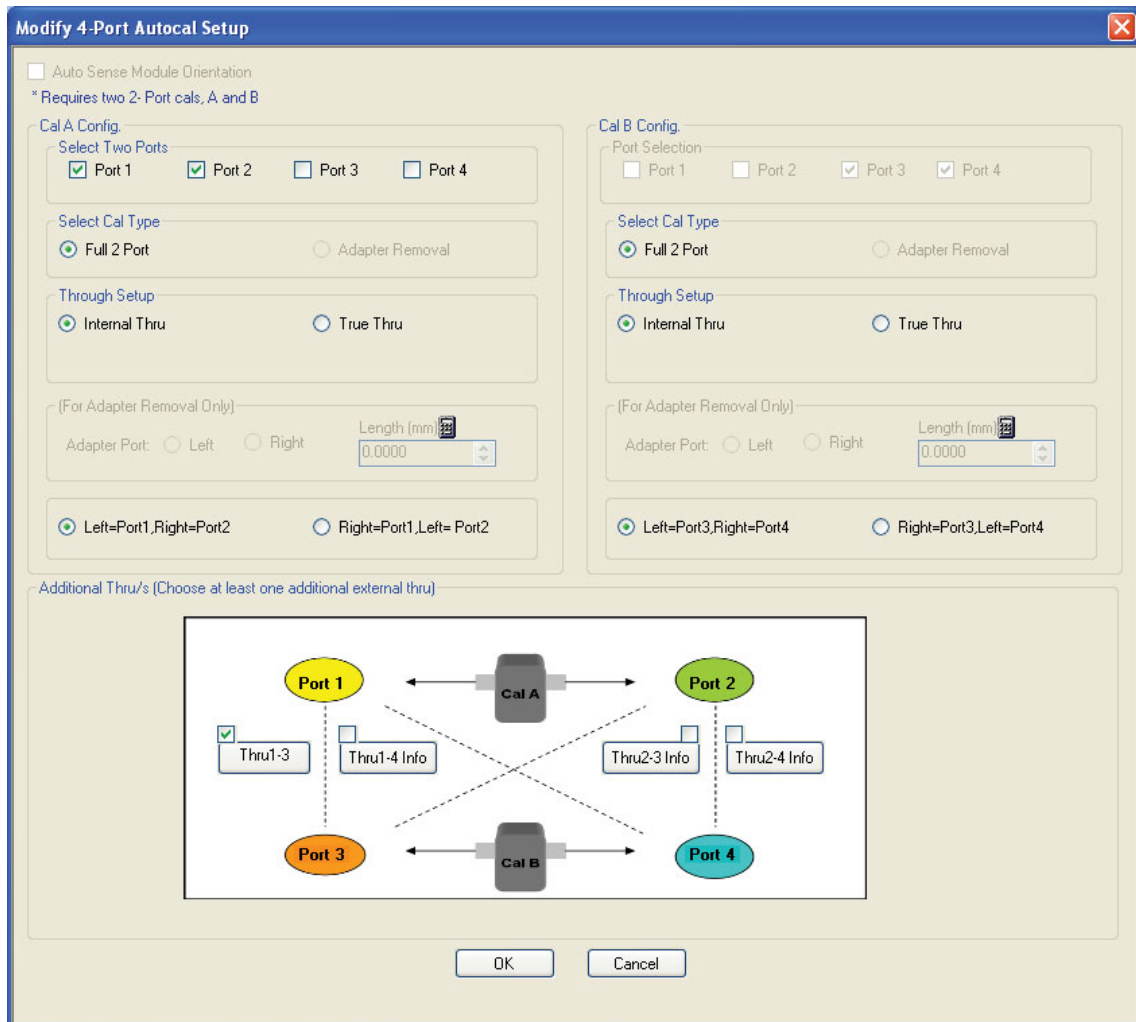 Modify 4-Port Autocal Setup
Auto Sense Module Orientation
* Requires two 2- Port cals, A and B
Cal A Config.
Select Two Ports
Port 1 Port 2 Port 3 Port 4
Select Cal Type
Full 2 Port Adapter Removal
Through Setup
Internal Thru True Thru
(For Adapter Removal Only)
Adapter Port: Left Right
Length (mm)
0.0000
Left=Port1,Right=Port2 Right=Port1,Left= Port2
Cal B Config.
Port Selection
Port 1 Port 2 Port 3 Port 4
Select Cal Type
Full 2 Port Adapter Removal
Through Setup
Internal Thru True Thru
(For Adapter Removal Only)
Adapter Port: Left Right
Length (mm)
0.0000
Left=Port3,Right=Port4 Right=Port3,Left=Port4
Additional Thru/s (Choose at least one additional external thru)
Port 1 Cal A Port 2
Thru1-3 Thru1-4 Info Thru2-3 Info Thru2-4 Info
Port 3 Cal B Port 4
OK Cancel